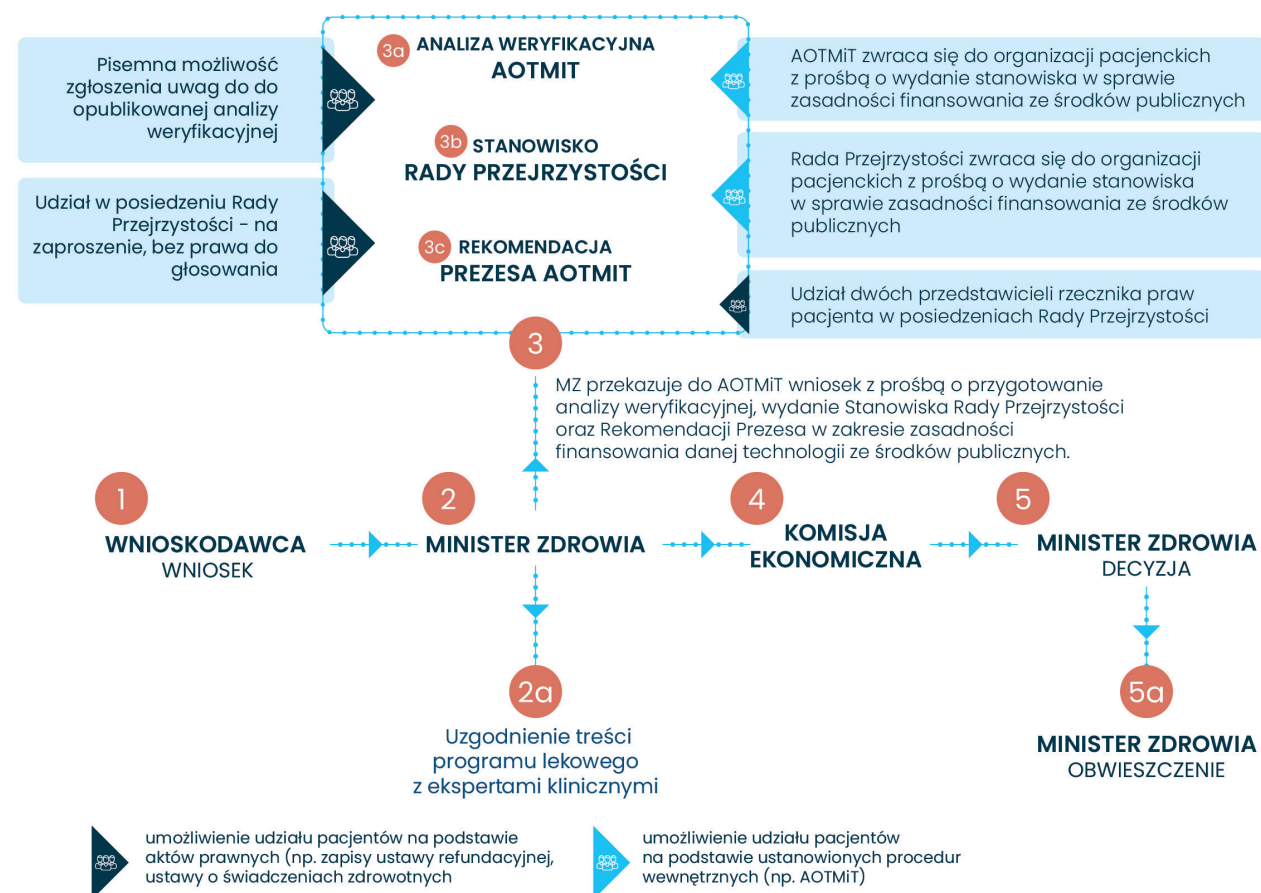 3a ANALIZA WERYFIKACYJNA
AOTMIT
Pisemna możliwość
zgłoszenia uwag do do
opublikowanej analizy
weryfikacyjnej
AOTMiT zwraca się do organizacji pacjenckich
z prośbą o wydanie stanowiska w sprawie
zasadności finansowania ze środków publicznych
3b STANOWISKO
RADY PRZEJRZYSTOŚCI
Rada Przejrzystości zwraca się do organizacji
pacjenckich z prośbą o wydanie stanowiska
w sprawie zasadności finansowania ze środków
publicznych
Udział w posiedzeniu Rady
Przejrzystości - na
zaproszenie, bez prawa do
głosowania
3c REKOMENDACJA
PREZESA AOTMIT
Udział dwóch przedstawicieli rzecznika praw
pacjenta w posiedzeniach Rady Przejrzystości
3
MZ przekazuje do AOTMiT wniosek z prośbą o przygotowanie
analizy weryfikacyjnej, wydanie Stanowiska Rady Przejrzystości
oraz Rekomendacji Prezesa w zakresie zasadności
finansowania danej technologii ze środków publicznych.
1
WNIOSKODAWCA
WNIOSEK
2
MINISTER ZDROWIA
4
KOMISJA
EKONOMICZNA
5
MINISTER ZDROWIA
DECYZJA
2a
Uzgodnienie treści
programu lekowego
z ekspertami klinicznymi
5a
MINISTER ZDROWIA
OBWIESZCZENIE
umożliwienie udziału pacjentów na podstawie
aktów prawnych (np. zapisy ustawy refundacyjnej,
ustawy o świadczeniach zdrowotnych
umożliwienie udziału pacjentów
na podstawie ustanowionych procedur
wewnętrznych (np. AOTMiT)